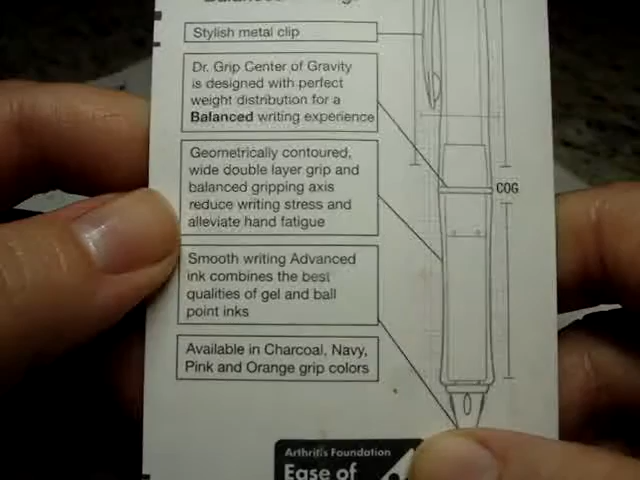 Balanced
Stylish metal clip
Dr. Grip Center of Gravity
is designed with perfect
weight distribution for a
Balanced writing experience
Geometrically contoured,
wide double layer grip and
balanced gripping axis
reduce writing stress and
alleviate hand fatigue
COG
Smooth writing Advanced
ink combines the best
qualities of gel and ball
point inks
Available in Charcoal, Navy,
Pink and Orange grip colors
Arthritis Foundation
Ease of